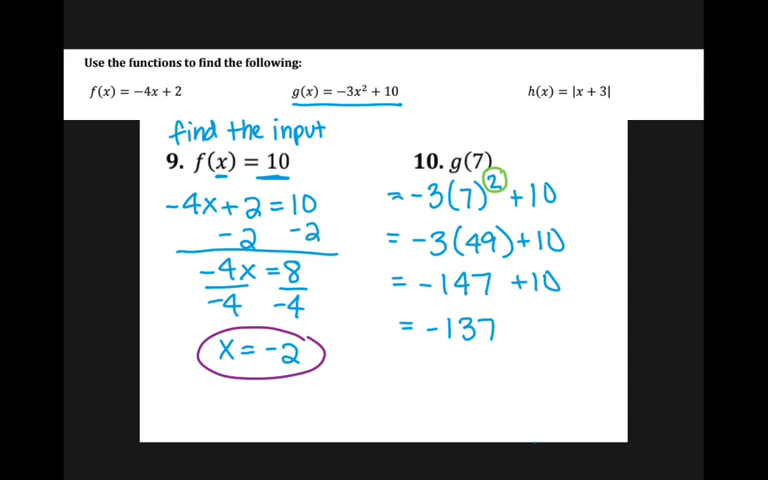 Use the functions to find the following:
f(x) = −4x + 2 g(x) = −3x² + 10 h(x) = |x + 3|
find the input
9. f(x) = 10
-4x+2=10
-2 -2
-4x = 8
-4 -4
x = -2
10. g(7)
= -3(7)² +10
= -3(49)+10
= -147 +10
= -137